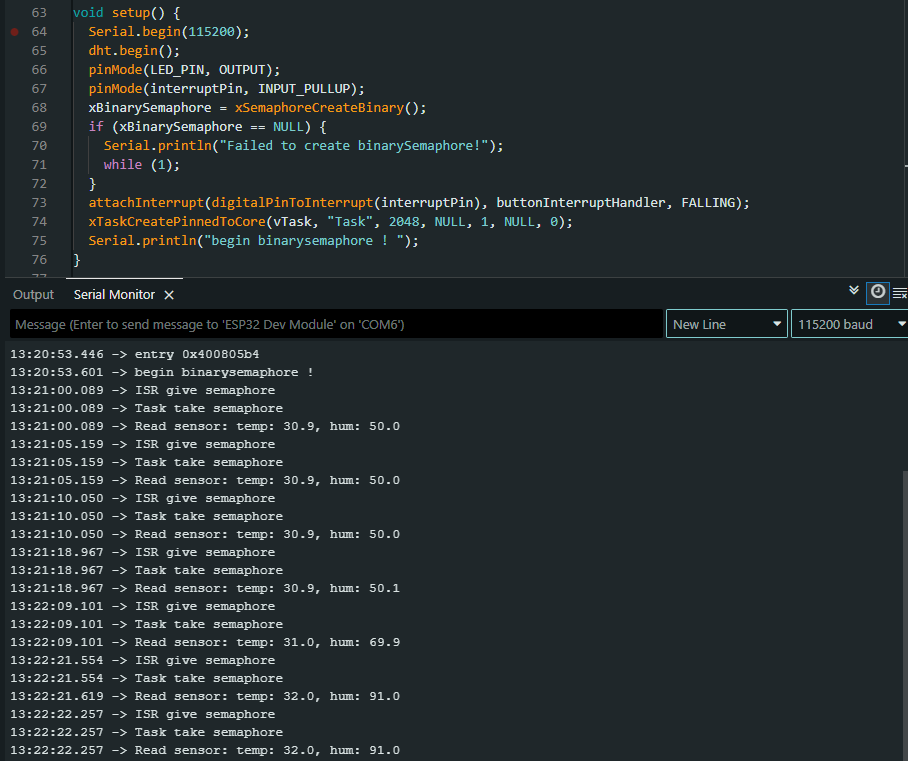 63 void setup() {
64 Serial.begin(115200);
65 dht.begin();
66 pinMode(LED_PIN, OUTPUT);
67 pinMode(interruptPin, INPUT_PULLUP);
68 xBinarySemaphore = xSemaphoreCreateBinary();
69 if (xBinarySemaphore == NULL) {
70 Serial.println("Failed to create binarySemaphore!");
71 while (1);
72 }
73 attachInterrupt(digitalPinToInterrupt(interruptPin), buttonInterruptHandler, FALLING);
74 xTaskCreatePinnedToCore(vTask, "Task", 2048, NULL, 1, NULL, 0);
75 Serial.println("begin binarysemaphore ! ");
76 }
77
Output Serial Monitor ×
Message (Enter to send message to 'ESP32 Dev Module' on 'COM6') New Line 115200 baud
13:20:53.446 -> entry 0x400805b4
13:20:53.601 -> begin binarysemaphore !
13:21:00.089 -> ISR give semaphore
13:21:00.089 -> Task take semaphore
13:21:00.089 -> Read sensor: temp: 30.9, hum: 50.0
13:21:05.159 -> ISR give semaphore
13:21:05.159 -> Task take semaphore
13:21:05.159 -> Read sensor: temp: 30.9, hum: 50.0
13:21:10.050 -> ISR give semaphore
13:21:10.050 -> Task take semaphore
13:21:10.050 -> Read sensor: temp: 30.9, hum: 50.0
13:21:18.967 -> ISR give semaphore
13:21:18.967 -> Task take semaphore
13:21:18.967 -> Read sensor: temp: 30.9, hum: 50.1
13:22:09.101 -> ISR give semaphore
13:22:09.101 -> Task take semaphore
13:22:09.101 -> Read sensor: temp: 31.0, hum: 69.9
13:22:21.554 -> ISR give semaphore
13:22:21.554 -> Task take semaphore
13:22:21.619 -> Read sensor: temp: 32.0, hum: 91.0
13:22:22.257 -> ISR give semaphore
13:22:22.257 -> Task take semaphore
13:22:22.257 -> Read sensor: temp: 32.0, hum: 91.0